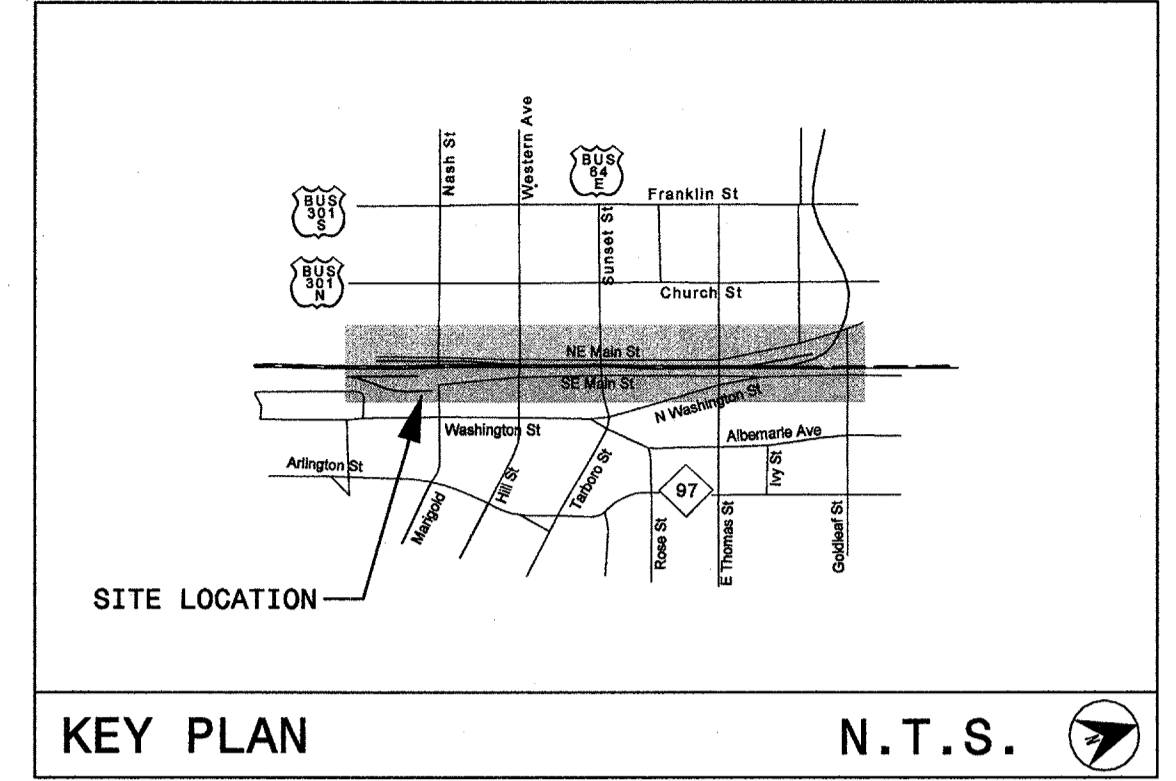 Nash St
Western Ave
BUS
64
E
BUS
301
S
Franklin St
Sunset St
BUS
301
N
Church St
NE Main St
SE Main St
N Washington St
Washington St
Albemarle Ave
Arlington St
Marigold
Hill St
Tarboro St
97
Ivy St
Rose St
E Thomas St
Goldleaf St
SITE LOCATION
KEY PLAN
N.T.S.
N